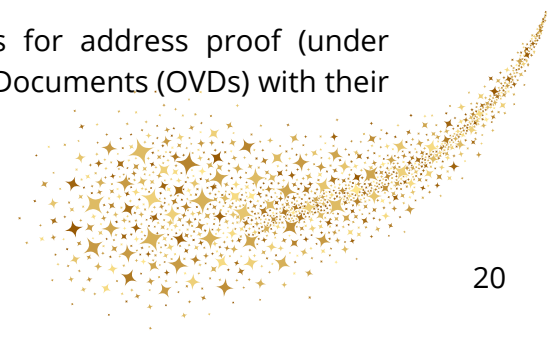 for address proof (under
Documents (OVDs) with their
20